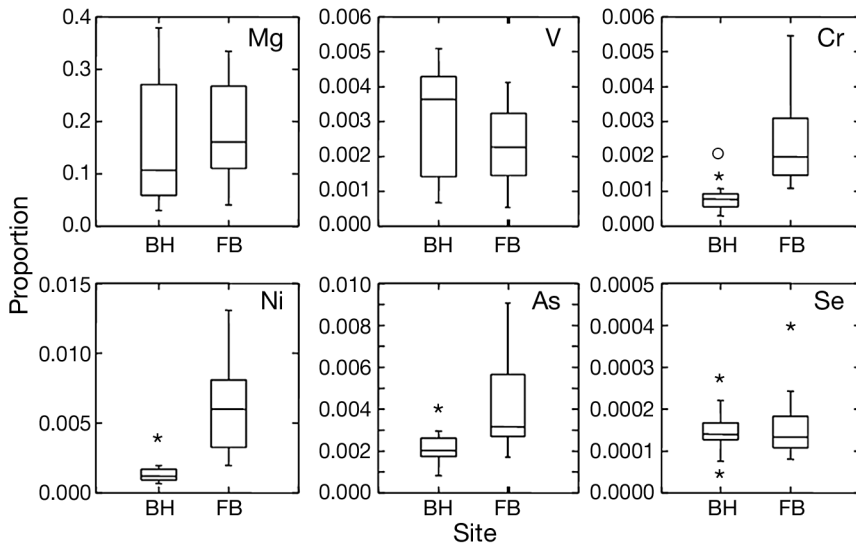 Proportion
Mg
0.4
0.3
0.2
0.1
0.0
BH FB
V
0.006
0.005
0.004
0.003
0.002
0.001
0.000
BH FB
Cr
0.006
0.005
0.004
0.003
0.002
0.001
0.000
BH FB
Ni
0.015
0.010
0.005
0.000
BH FB
As
0.010
0.008
0.006
0.004
0.002
0.000
BH FB
Se
0.0005
0.0004
0.0003
0.0002
0.0001
0.0000
BH FB
Site